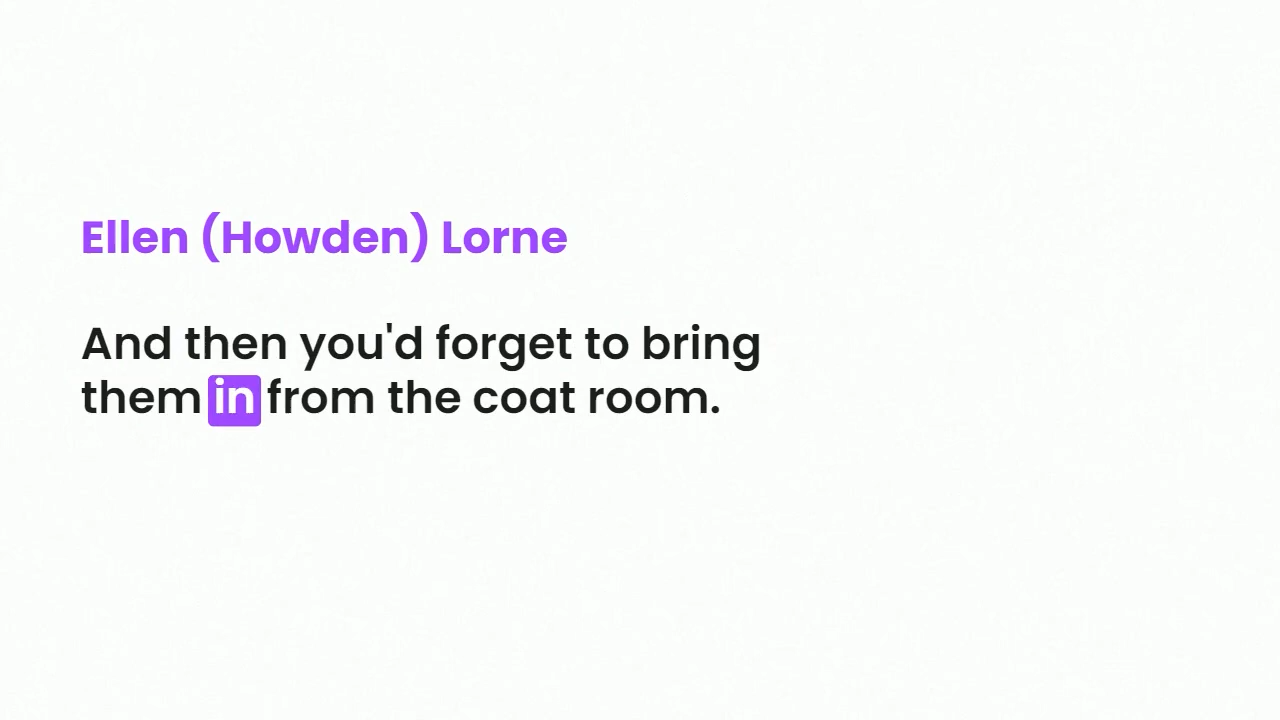 Ellen (Howden) Lorne
And then you'd forget to bring
them in from the coat room.